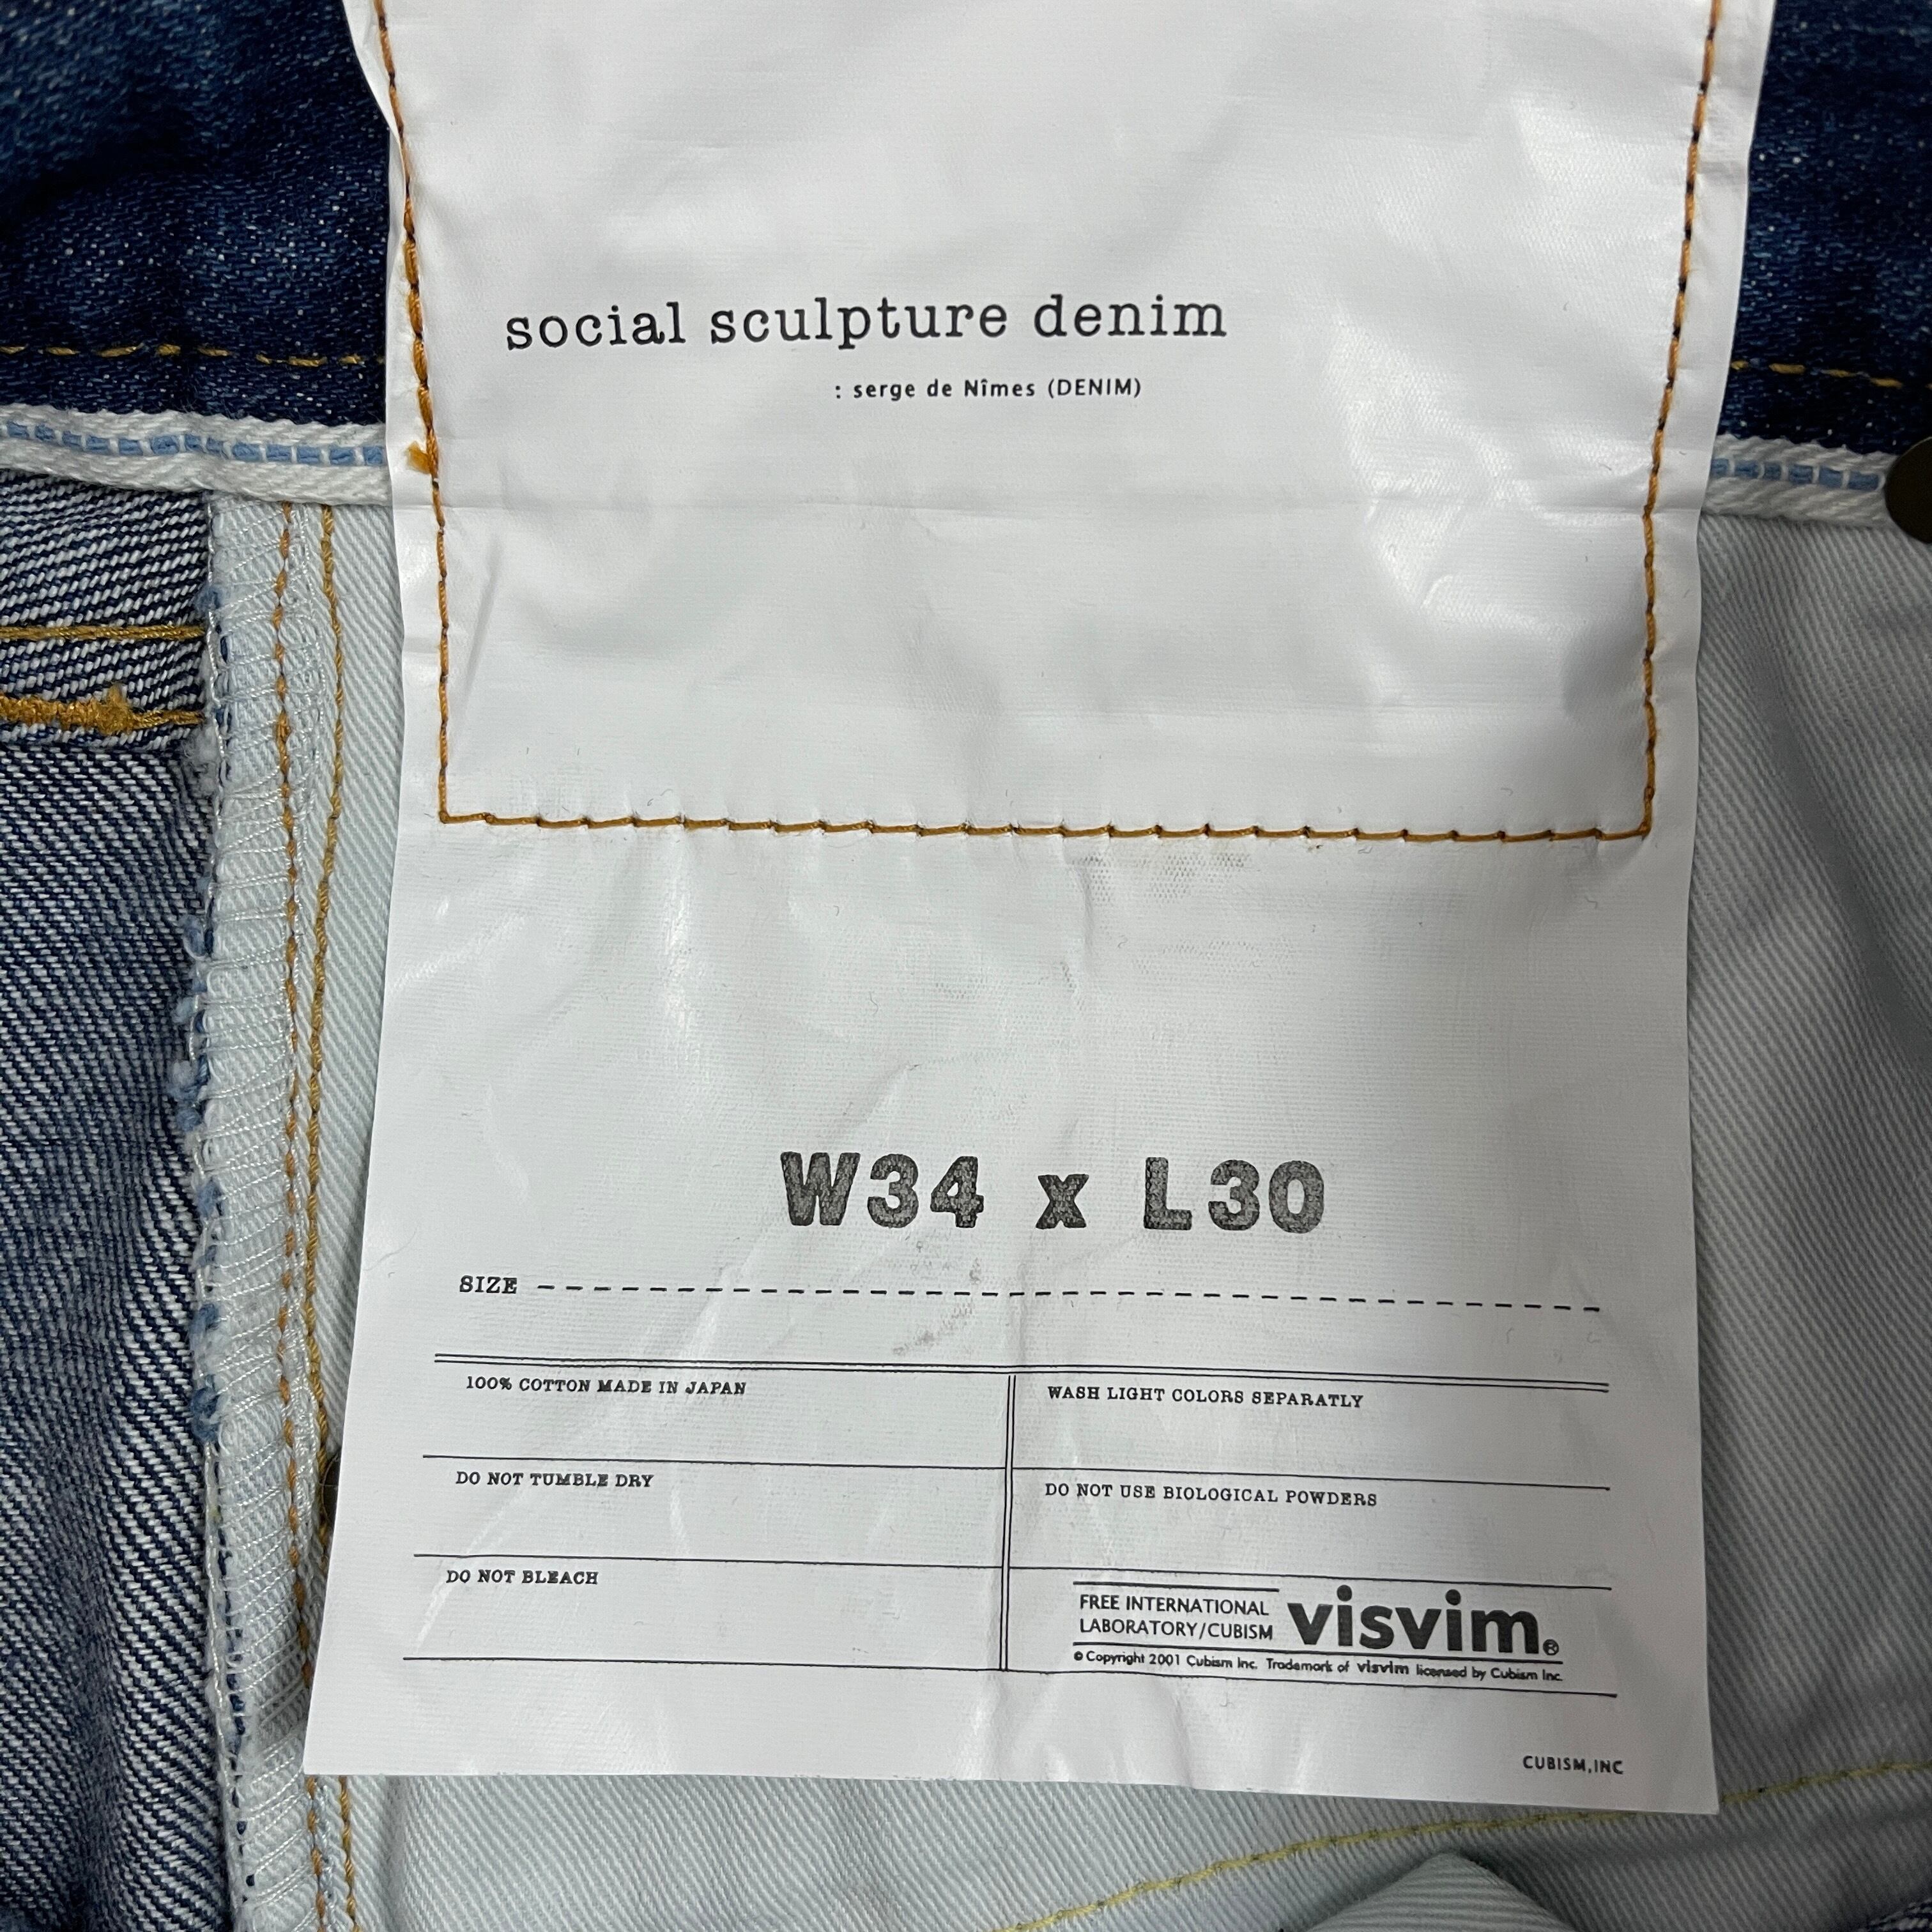 social sculpture denim
: serge de Nîmes (DENIM)
W34 x L30
SIZE
100% COTTON MADE IN JAPAN
WASH LIGHT COLORS SEPARATLY
DO NOT TUMBLE DRY
DO NOT USE BIOLOGICAL POWDERS
DO NOT BLEACH
FREE INTERNATIONAL
LABORATORY/CUBISM
visvim®
© Copyright 2001 Cubism Inc. Trademark of visvim licensed by Cubism Inc.
CUBISM,INC